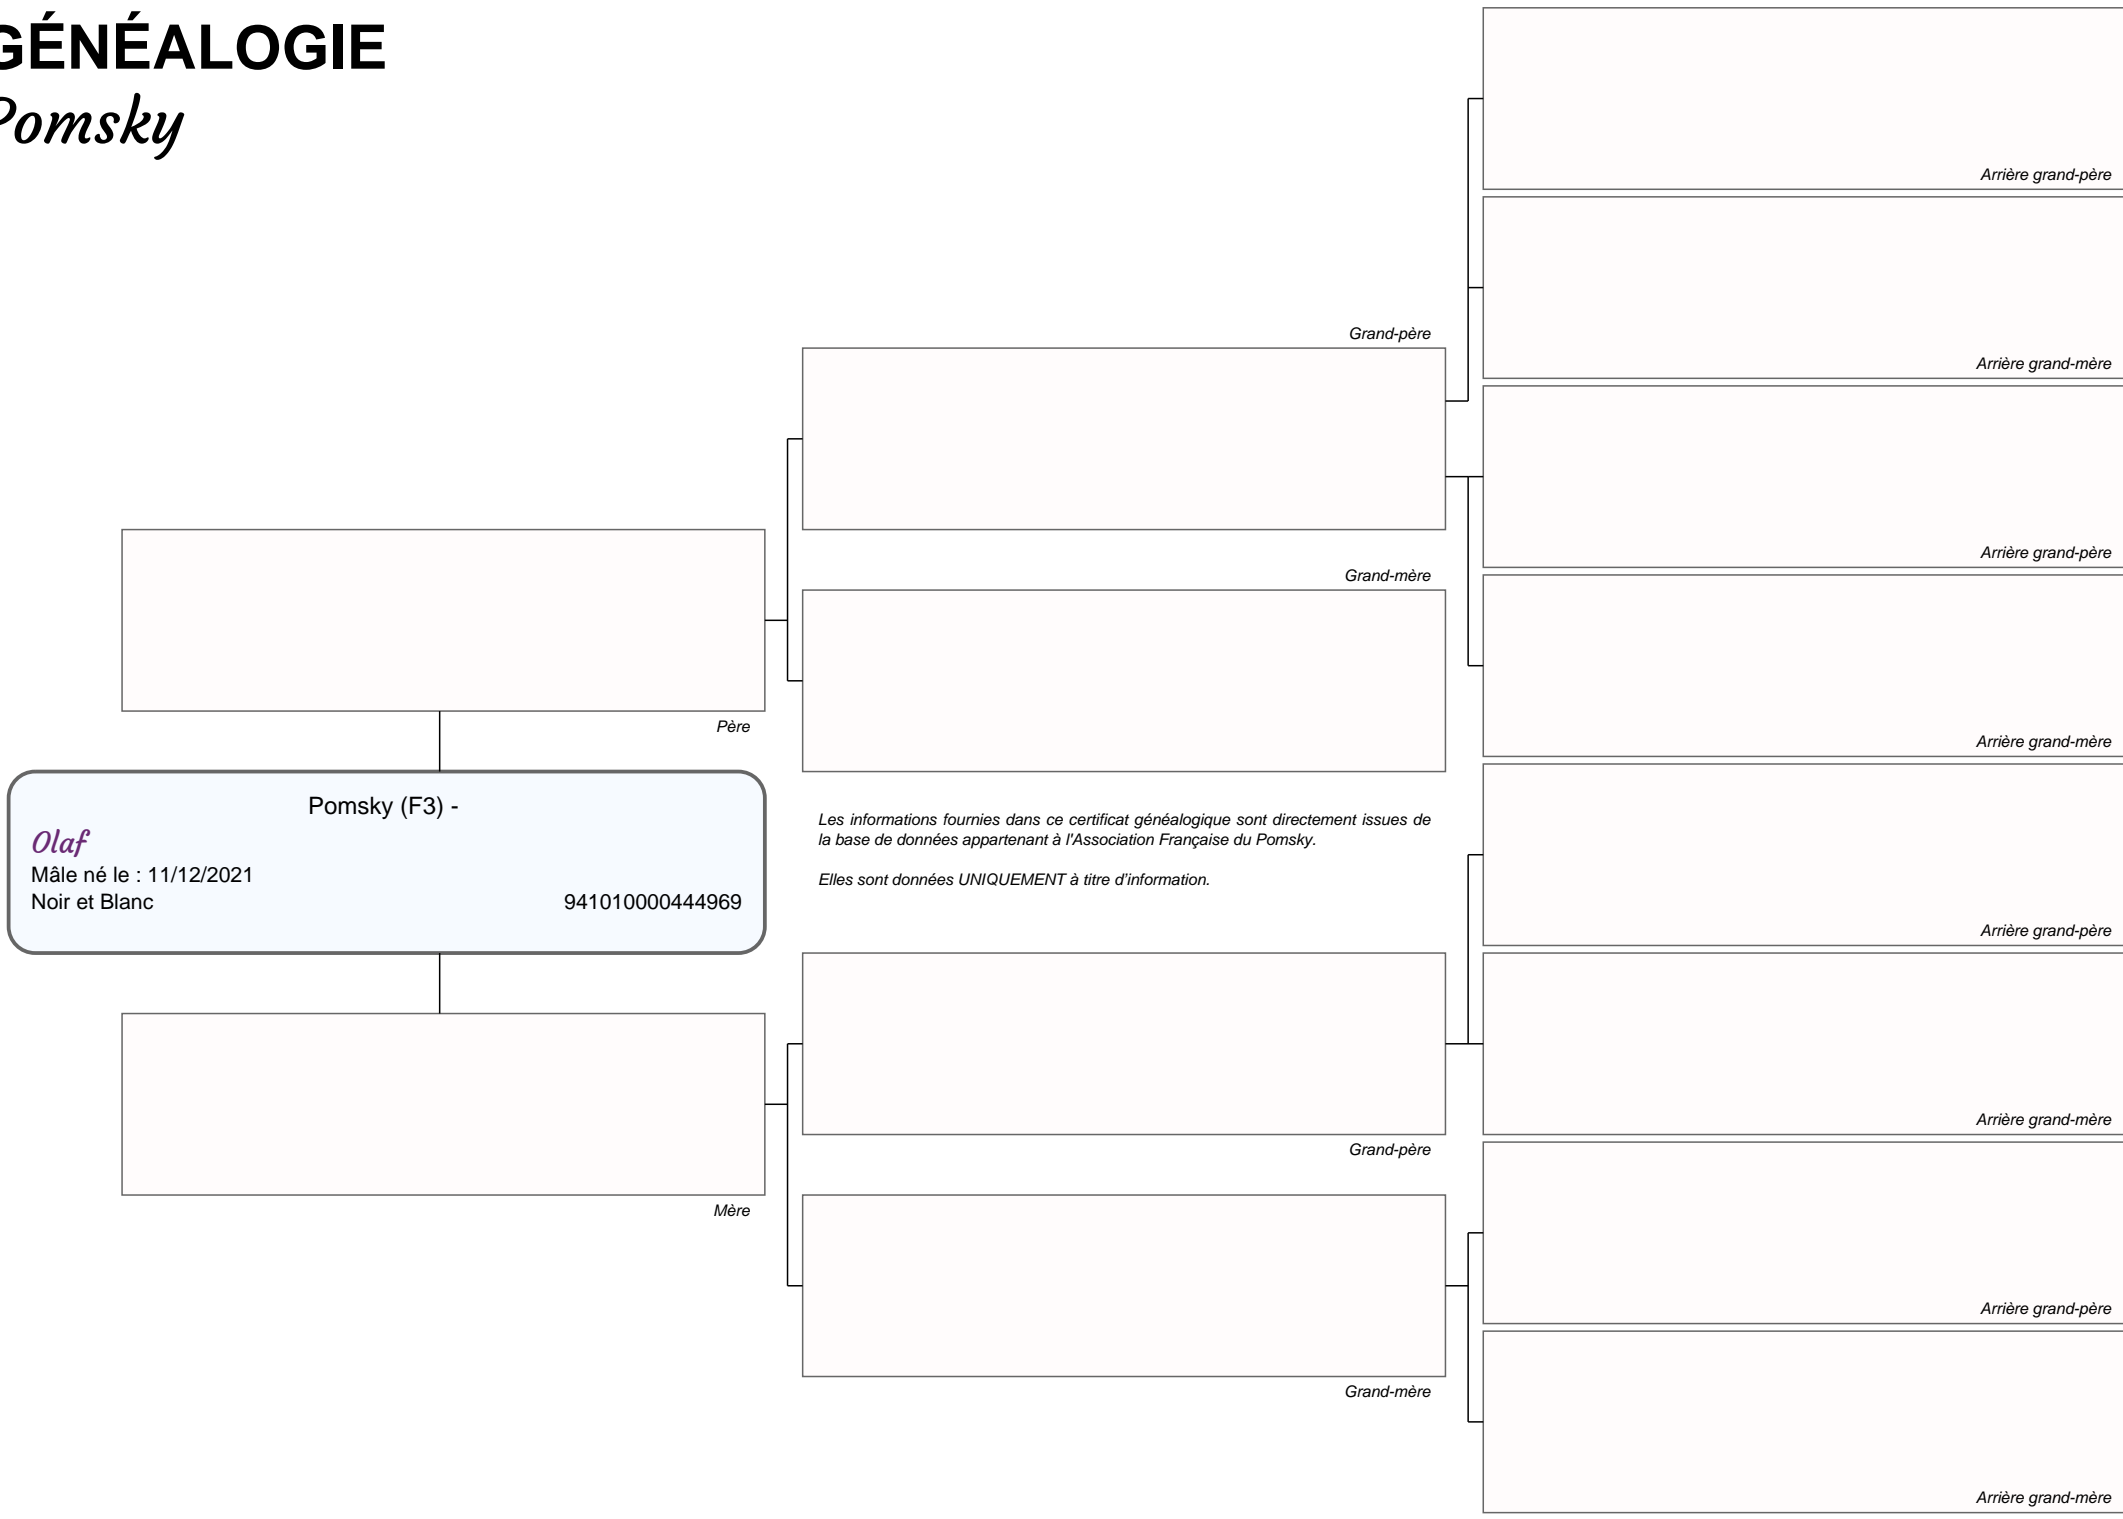 GÉNÉALOGIE
Pomsky
Arrière grand-père
Arrière grand-mère
Grand-père
Arrière grand-père
Grand-mère
Arrière grand-mère
Père
Pomsky (F3) -
Olaf
Mâle né le : 11/12/2021
Noir et Blanc
941010000444969
Les informations fournies dans ce certificat généalogique sont directement issues de
la base de données appartenant à l'Association Française du Pomsky.
Elles sont données UNIQUEMENT à titre d’information.
Arrière grand-père
Arrière grand-mère
Grand-père
Mère
Arrière grand-père
Grand-mère
Arrière grand-mère